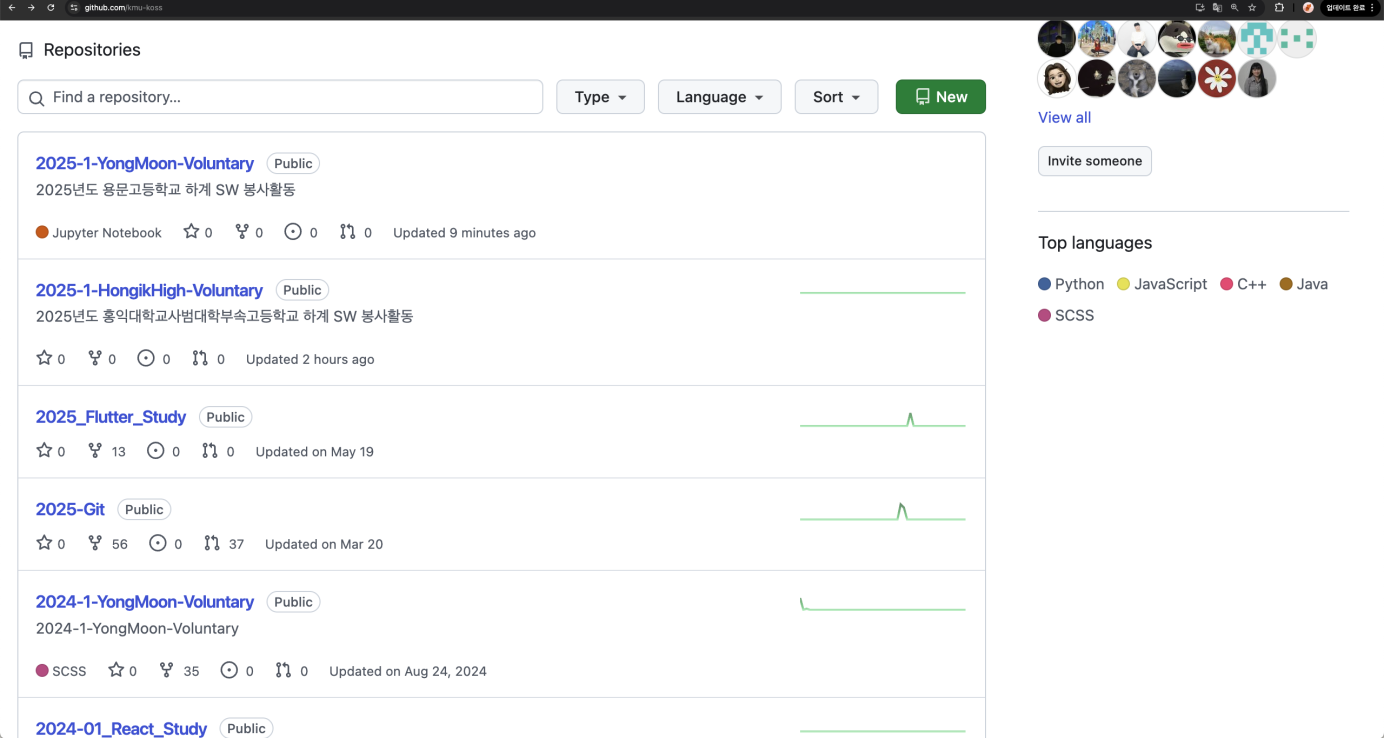 github.com/kmu-koss
업데이트 완료
Repositories
Find a repository...
Type
Language
Sort
New
2025-1-YongMoon-Voluntary Public
2025년도 용문고등학교 하계 SW 봉사활동
Jupyter Notebook 0 0 0 0 Updated 9 minutes ago
2025-1-HongikHigh-Voluntary Public
2025년도 홍익대학교사범대학부속고등학교 하계 SW 봉사활동
0 0 0 0 Updated 2 hours ago
2025_Flutter_Study Public
0 13 0 0 Updated on May 19
2025-Git Public
0 56 0 37 Updated on Mar 20
2024-1-YongMoon-Voluntary Public
2024-1-YongMoon-Voluntary
SCSS 0 35 0 0 Updated on Aug 24, 2024
2024-01_React_Study Public
View all
Invite someone
Top languages
Python JavaScript C++ Java
SCSS